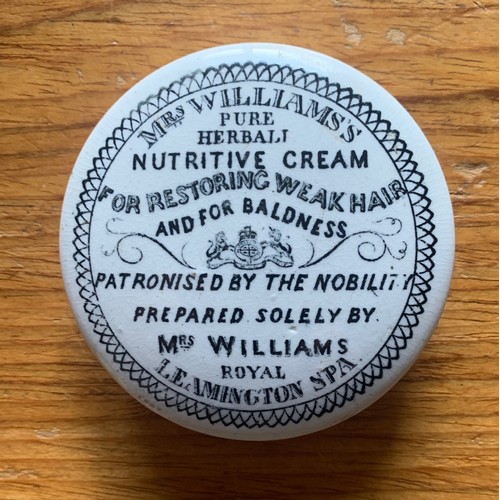 MRS WILLIAMS'S
PURE
HERBALL
NUTRITIVE CREAM
FOR RESTORING WEAK HAIR
AND FOR BALDNESS
PATRONISED BY THE NOBILITY
PREPARED SOLELY BY.
MRS WILLIAMS
ROYAL
LEAMINGTON SPA.